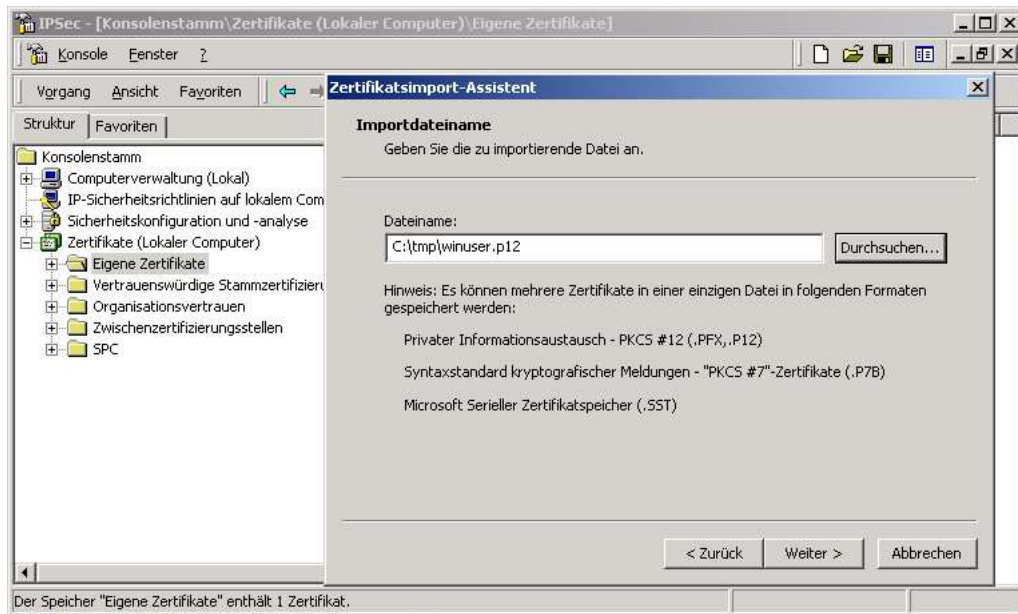 IPSec - [Konsolenstamm\Zertifikate (Lokaler Computer)\Eigene Zertifikate]
Konsole Fenster ?
Vorgang Ansicht Favoriten
Struktur Favoriten
Konsolenstamm
Computerverwaltung (Lokal)
IP-Sicherheitsrichtlinien auf lokalem Com
Sicherheitskonfiguration und -analyse
Zertifikate (Lokaler Computer)
Eigene Zertifikate
Vertrauenswürdige Stammzertifizieru
Organisationsvertrauen
Zwischenzertifizierungsstellen
SPC
Zertifikatsimport-Assistent
Importdateiname
Geben Sie die zu importierende Datei an.
Dateiname:
C:\tmp\winuser.p12
Durchsuchen...
Hinweis: Es können mehrere Zertifikate in einer einzigen Datei in folgenden Formaten
gespeichert werden:
Privater Informationsaustausch - PKCS #12 (.PFX,.P12)
Syntaxstandard kryptografischer Meldungen - "PKCS #7"-Zertifikate (.P7B)
Microsoft Serieller Zertifikatspeicher (.SST)
< Zurück Weiter > Abbrechen
Der Speicher "Eigene Zertifikate" enthält 1 Zertifikat.